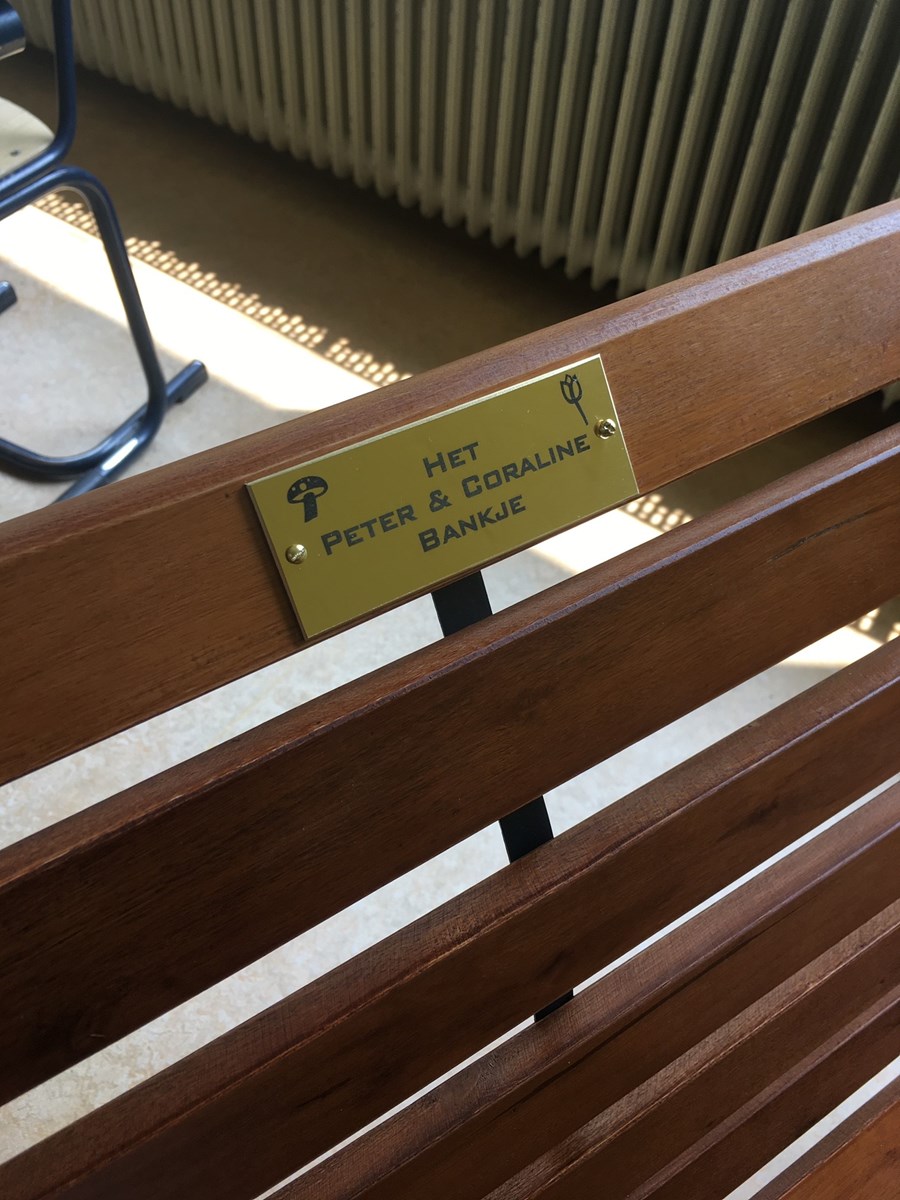 Het
Peter & Coraline
Bankje